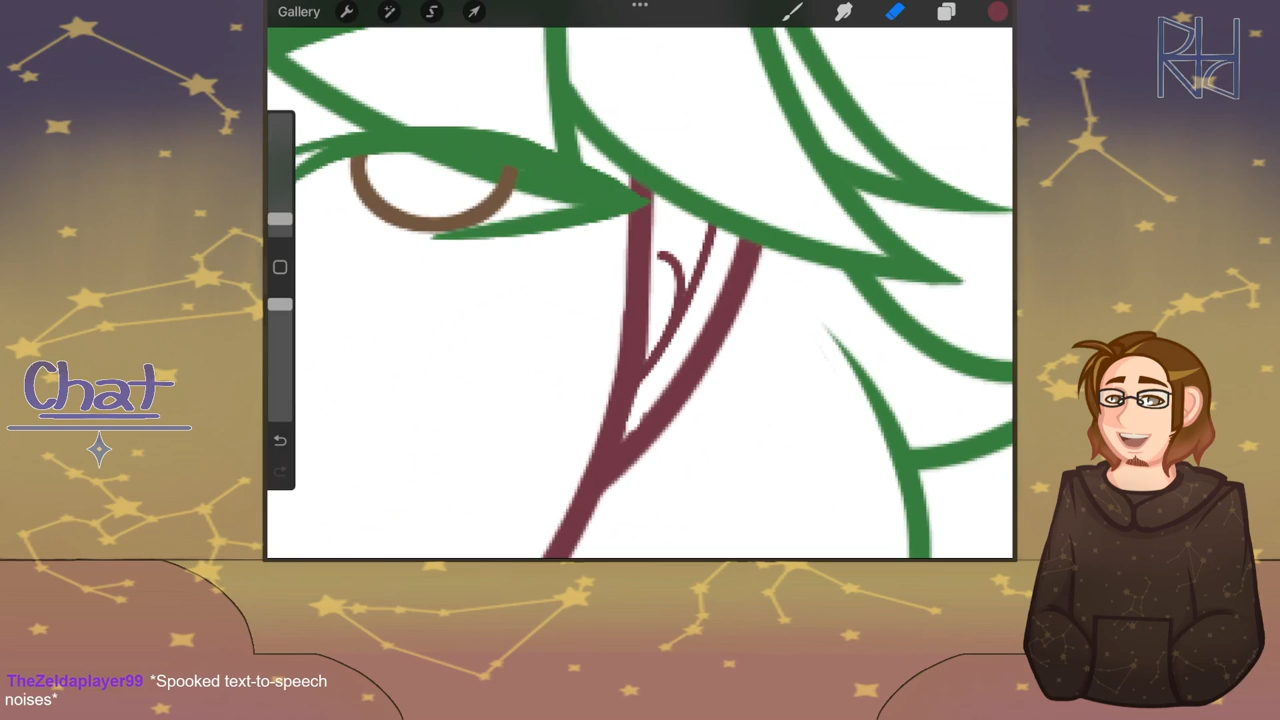 Gallery
Chat
TheZeldaplayer99 *Spooked text-to-speech
noises*